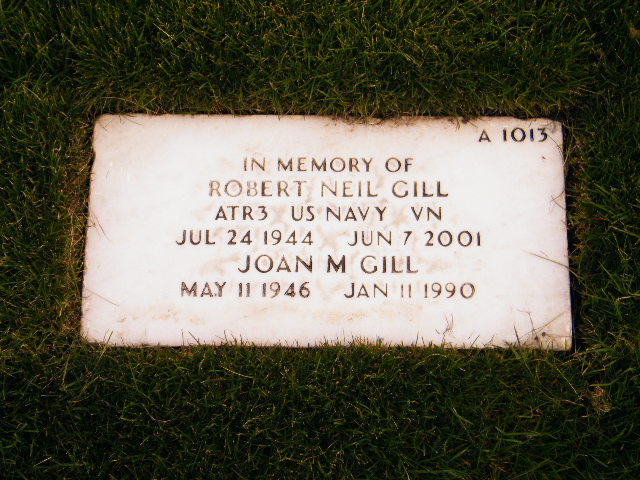 A 1013
IN MEMORY OF
ROBERT NEIL GILL
ATR3 US NAVY VN
JUL 24 1944 JUN 7 2001
JOAN M GILL
MAY 11 1946 JAN 11 1990